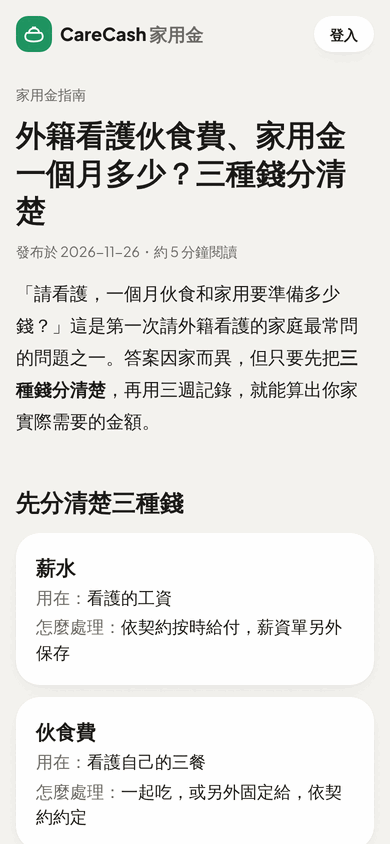 CareCash 家用金
登入
家用金指南
外籍看護伙食費、家用金
一個月多少？三種錢分清
楚
發布於 2026-11-26・約 5 分鐘閱讀
「請看護，一個月伙食和家用要準備多少
錢？」這是第一次請外籍看護的家庭最常問
的問題之一。答案因家而異，但只要先把三
種錢分清楚，再用三週記錄，就能算出你家
實際需要的金額。
先分清楚三種錢
薪水
用在：看護的工資
怎麼處理：依契約按時給付，薪資單另外
保存
伙食費
用在：看護自己的三餐
怎麼處理：一起吃，或另外固定給，依契
約約定